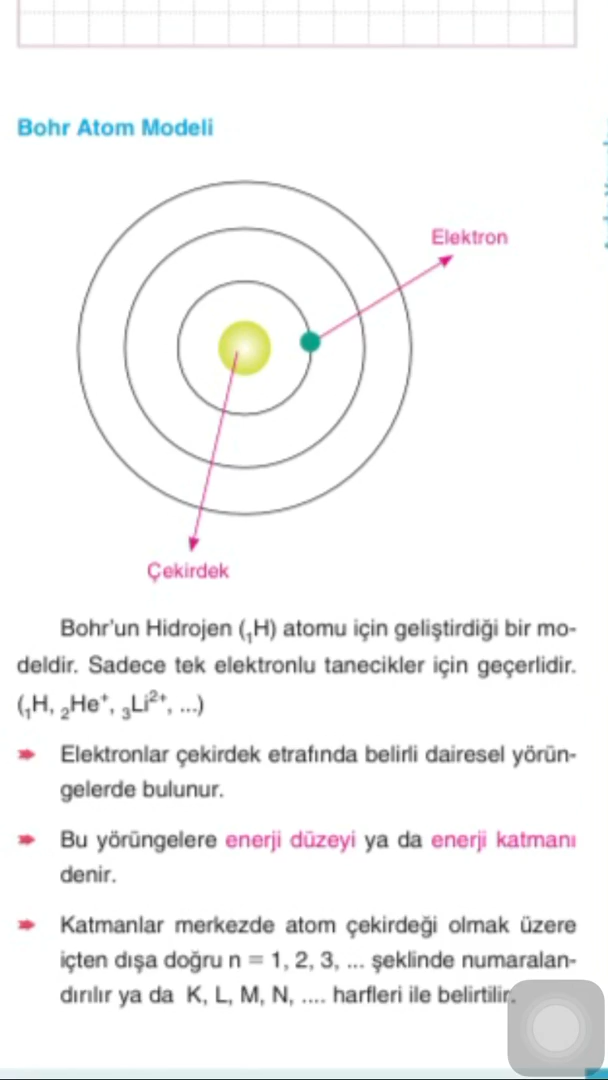 Bohr Atom Modeli
Elektron
Çekirdek
Bohr'un Hidrojen (₁H) atomu için geliştirdiği bir mo-
deldir. Sadece tek elektronlu tanecikler için geçerlidir.
(₁H, ₂He⁺, ₃Li²⁺, ...)
Elektronlar çekirdek etrafında belirli dairesel yörün-
gelerde bulunur.
Bu yörüngelere enerji düzeyi ya da enerji katmanı
denir.
Katmanlar merkezde atom çekirdeği olmak üzere
içten dışa doğru n = 1, 2, 3, ... şeklinde numaralan-
dırılır ya da K, L, M, N, .... harfleri ile belirtilir.